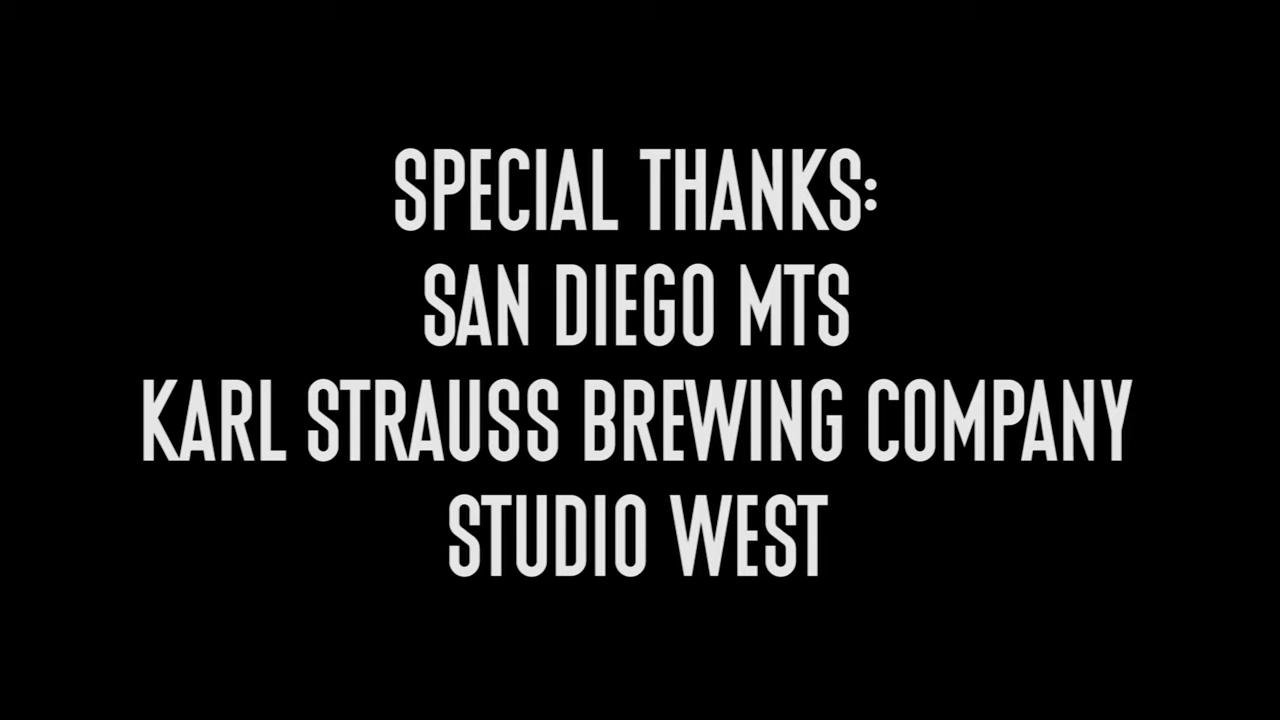 SPECIAL THANKS:
SAN DIEGO MTS
KARL STRAUSS BREWING COMPANY
STUDIO WEST